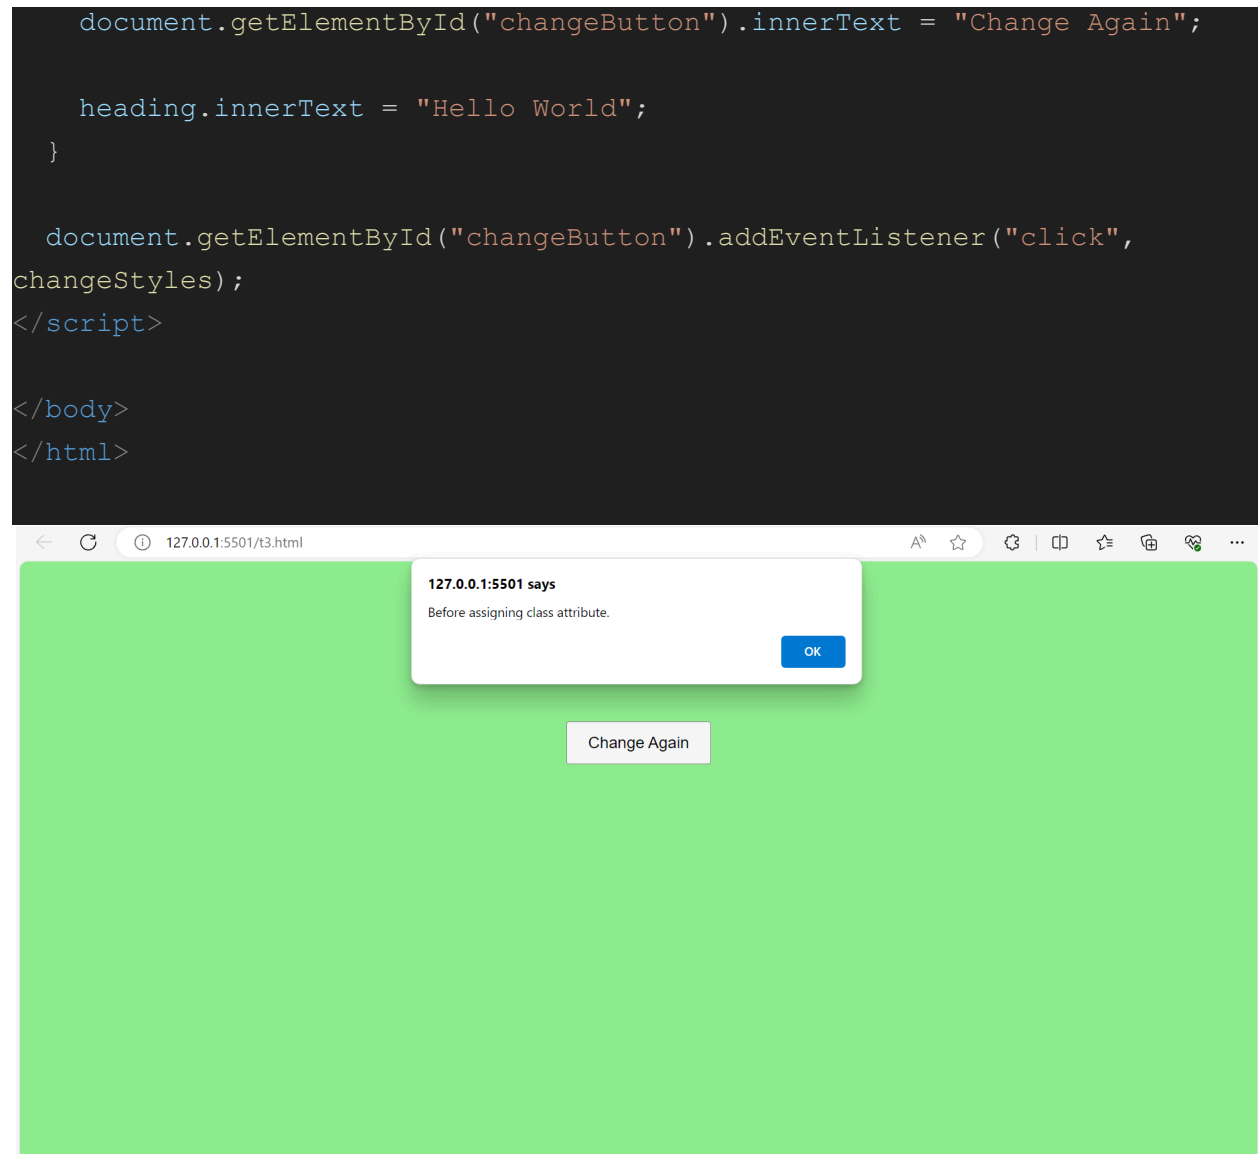 document.getElementById("changeButton").innerText = "Change Again";
heading.innerText = "Hello World";
}
document.getElementById("changeButton").addEventListener("click",
changeStyles);
</script>
</body>
</html>
127.0.0.1:5501/t3.html
127.0.0.1:5501 says
Before assigning class attribute.
OK
Change Again